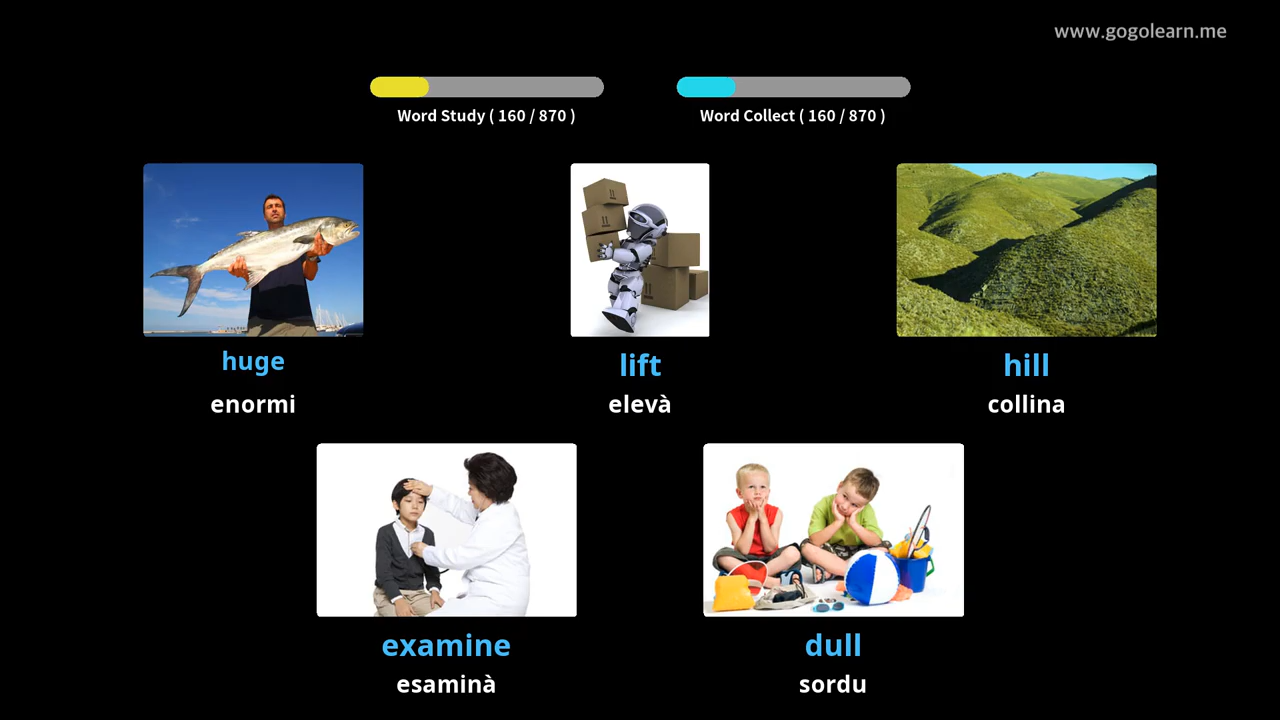 www.gogolearn.me
Word Study ( 160 / 870 )
Word Collect ( 160 / 870 )
huge
enormi
lift
elevà
hill
collina
examine
esaminà
dull
sordu